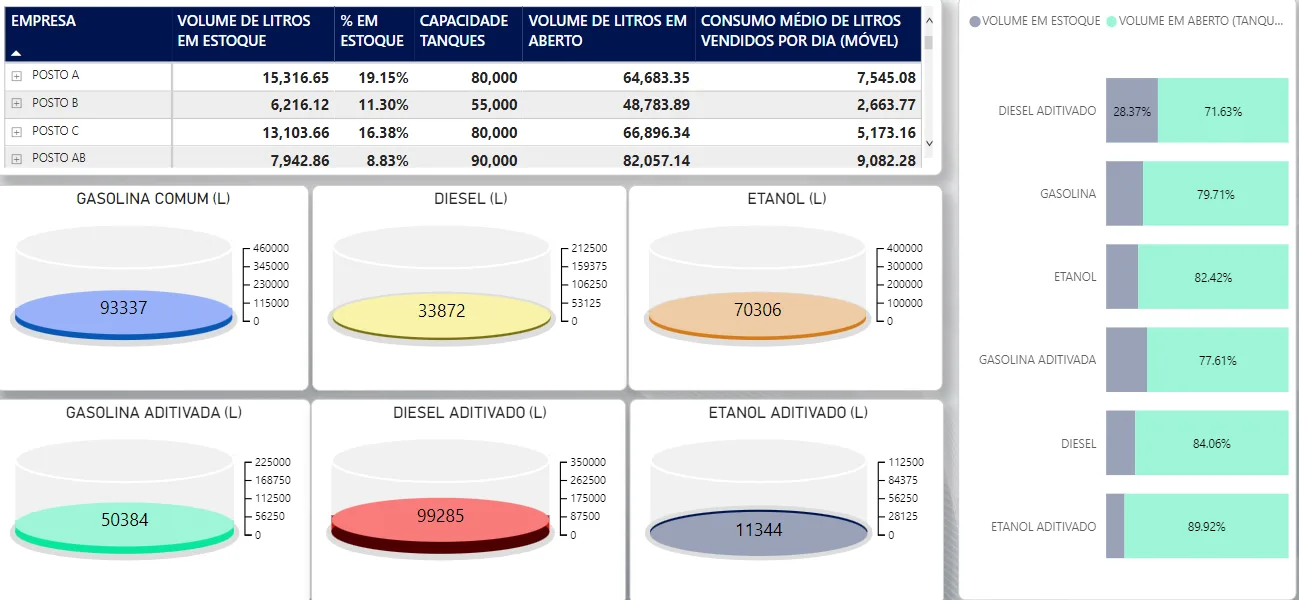 EMPRESA
VOLUME DE LITROS EM ESTOQUE
% EM ESTOQUE
CAPACIDADE TANQUES
VOLUME DE LITROS EM ABERTO
CONSUMO MÉDIO DE LITROS VENDIDOS POR DIA (MÓVEL)
POSTO A 15,316.65 19.15% 80,000 64,683.35 7,545.08
POSTO B 6,216.12 11.30% 55,000 48,783.89 2,663.77
POSTO C 13,103.66 16.38% 80,000 66,896.34 5,173.16
POSTO AB 7,942.86 8.83% 90,000 82,057.14 9,082.28
GASOLINA COMUM (L)
460000
345000
230000
115000
0
93337
DIESEL (L)
212500
159375
106250
53125
0
33872
ETANOL (L)
400000
300000
200000
100000
0
70306
GASOLINA ADITIVADA (L)
225000
168750
112500
56250
0
50384
DIESEL ADITIVADO (L)
350000
262500
175000
87500
0
99285
ETANOL ADITIVADO (L)
112500
84375
56250
28125
0
11344
VOLUME EM ESTOQUE VOLUME EM ABERTO (TANQU...
DIESEL ADITIVADO 28.37% 71.63%
GASOLINA 79.71%
ETANOL 82.42%
GASOLINA ADITIVADA 77.61%
DIESEL 84.06%
ETANOL ADITIVADO 89.92%